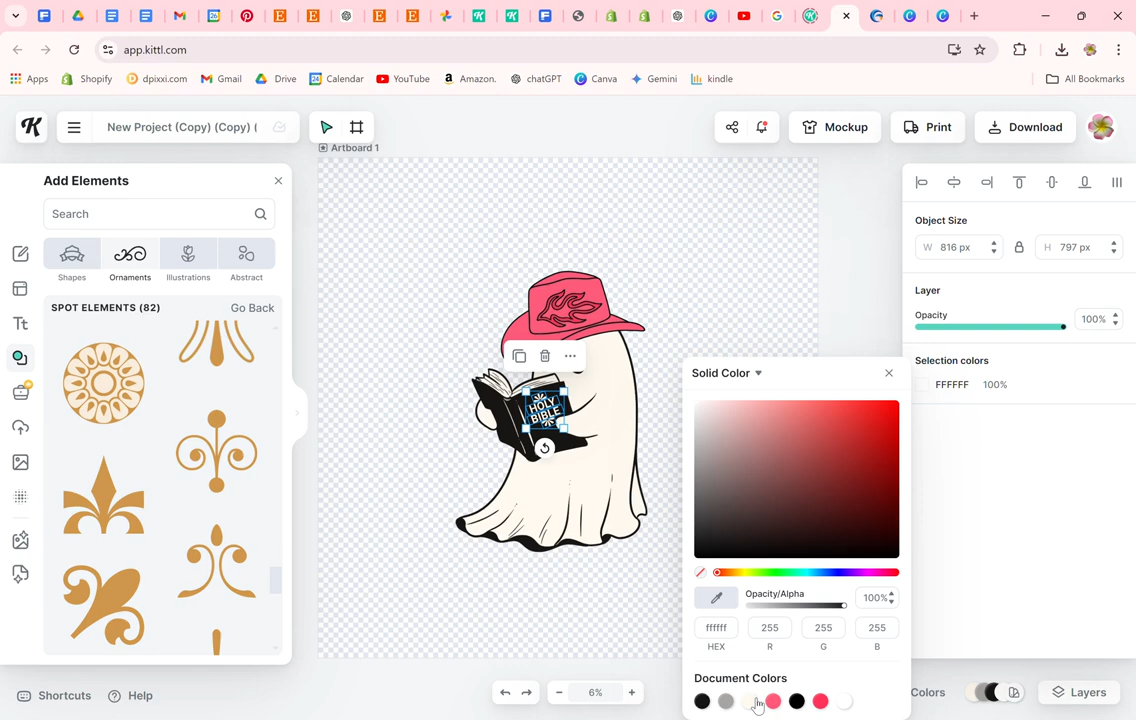 app.kittl.com
Apps
Shopify
dpixxi.com
Gmail
Drive
Calendar
YouTube
Amazon.
chatGPT
Canva
Gemini
kindle
All Bookmarks
New Project (Copy) (Copy) (
Mockup
Print
Download
Artboard 1
Add Elements
Search
Shapes
Ornaments
Illustrations
Abstract
SPOT ELEMENTS (82)
Go Back
HOLY
BIBLE
Object Size
W 816 px
H 797 px
Layer
Opacity
100%
Selection colors
FFFFFF 100%
Solid Color
Opacity/Alpha
100%
ffffff 255 255 255
HEX R G B
Document Colors
Shortcuts
Help
6%
Colors
Layers